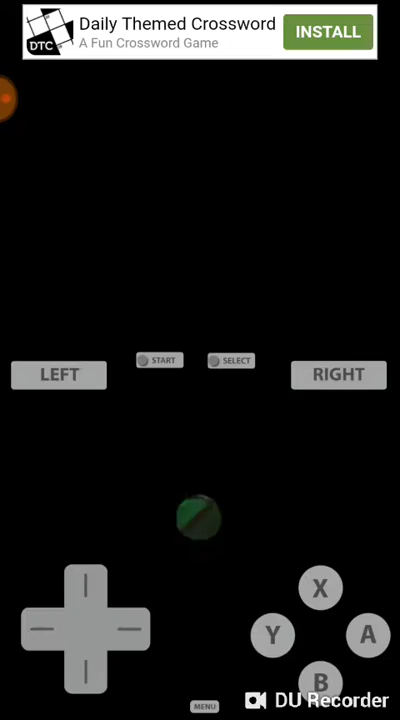 Daily Themed Crossword
A Fun Crossword Game
INSTALL
DTC
START
SELECT
LEFT
RIGHT
X
Y
A
B
MENU
DU Recorder